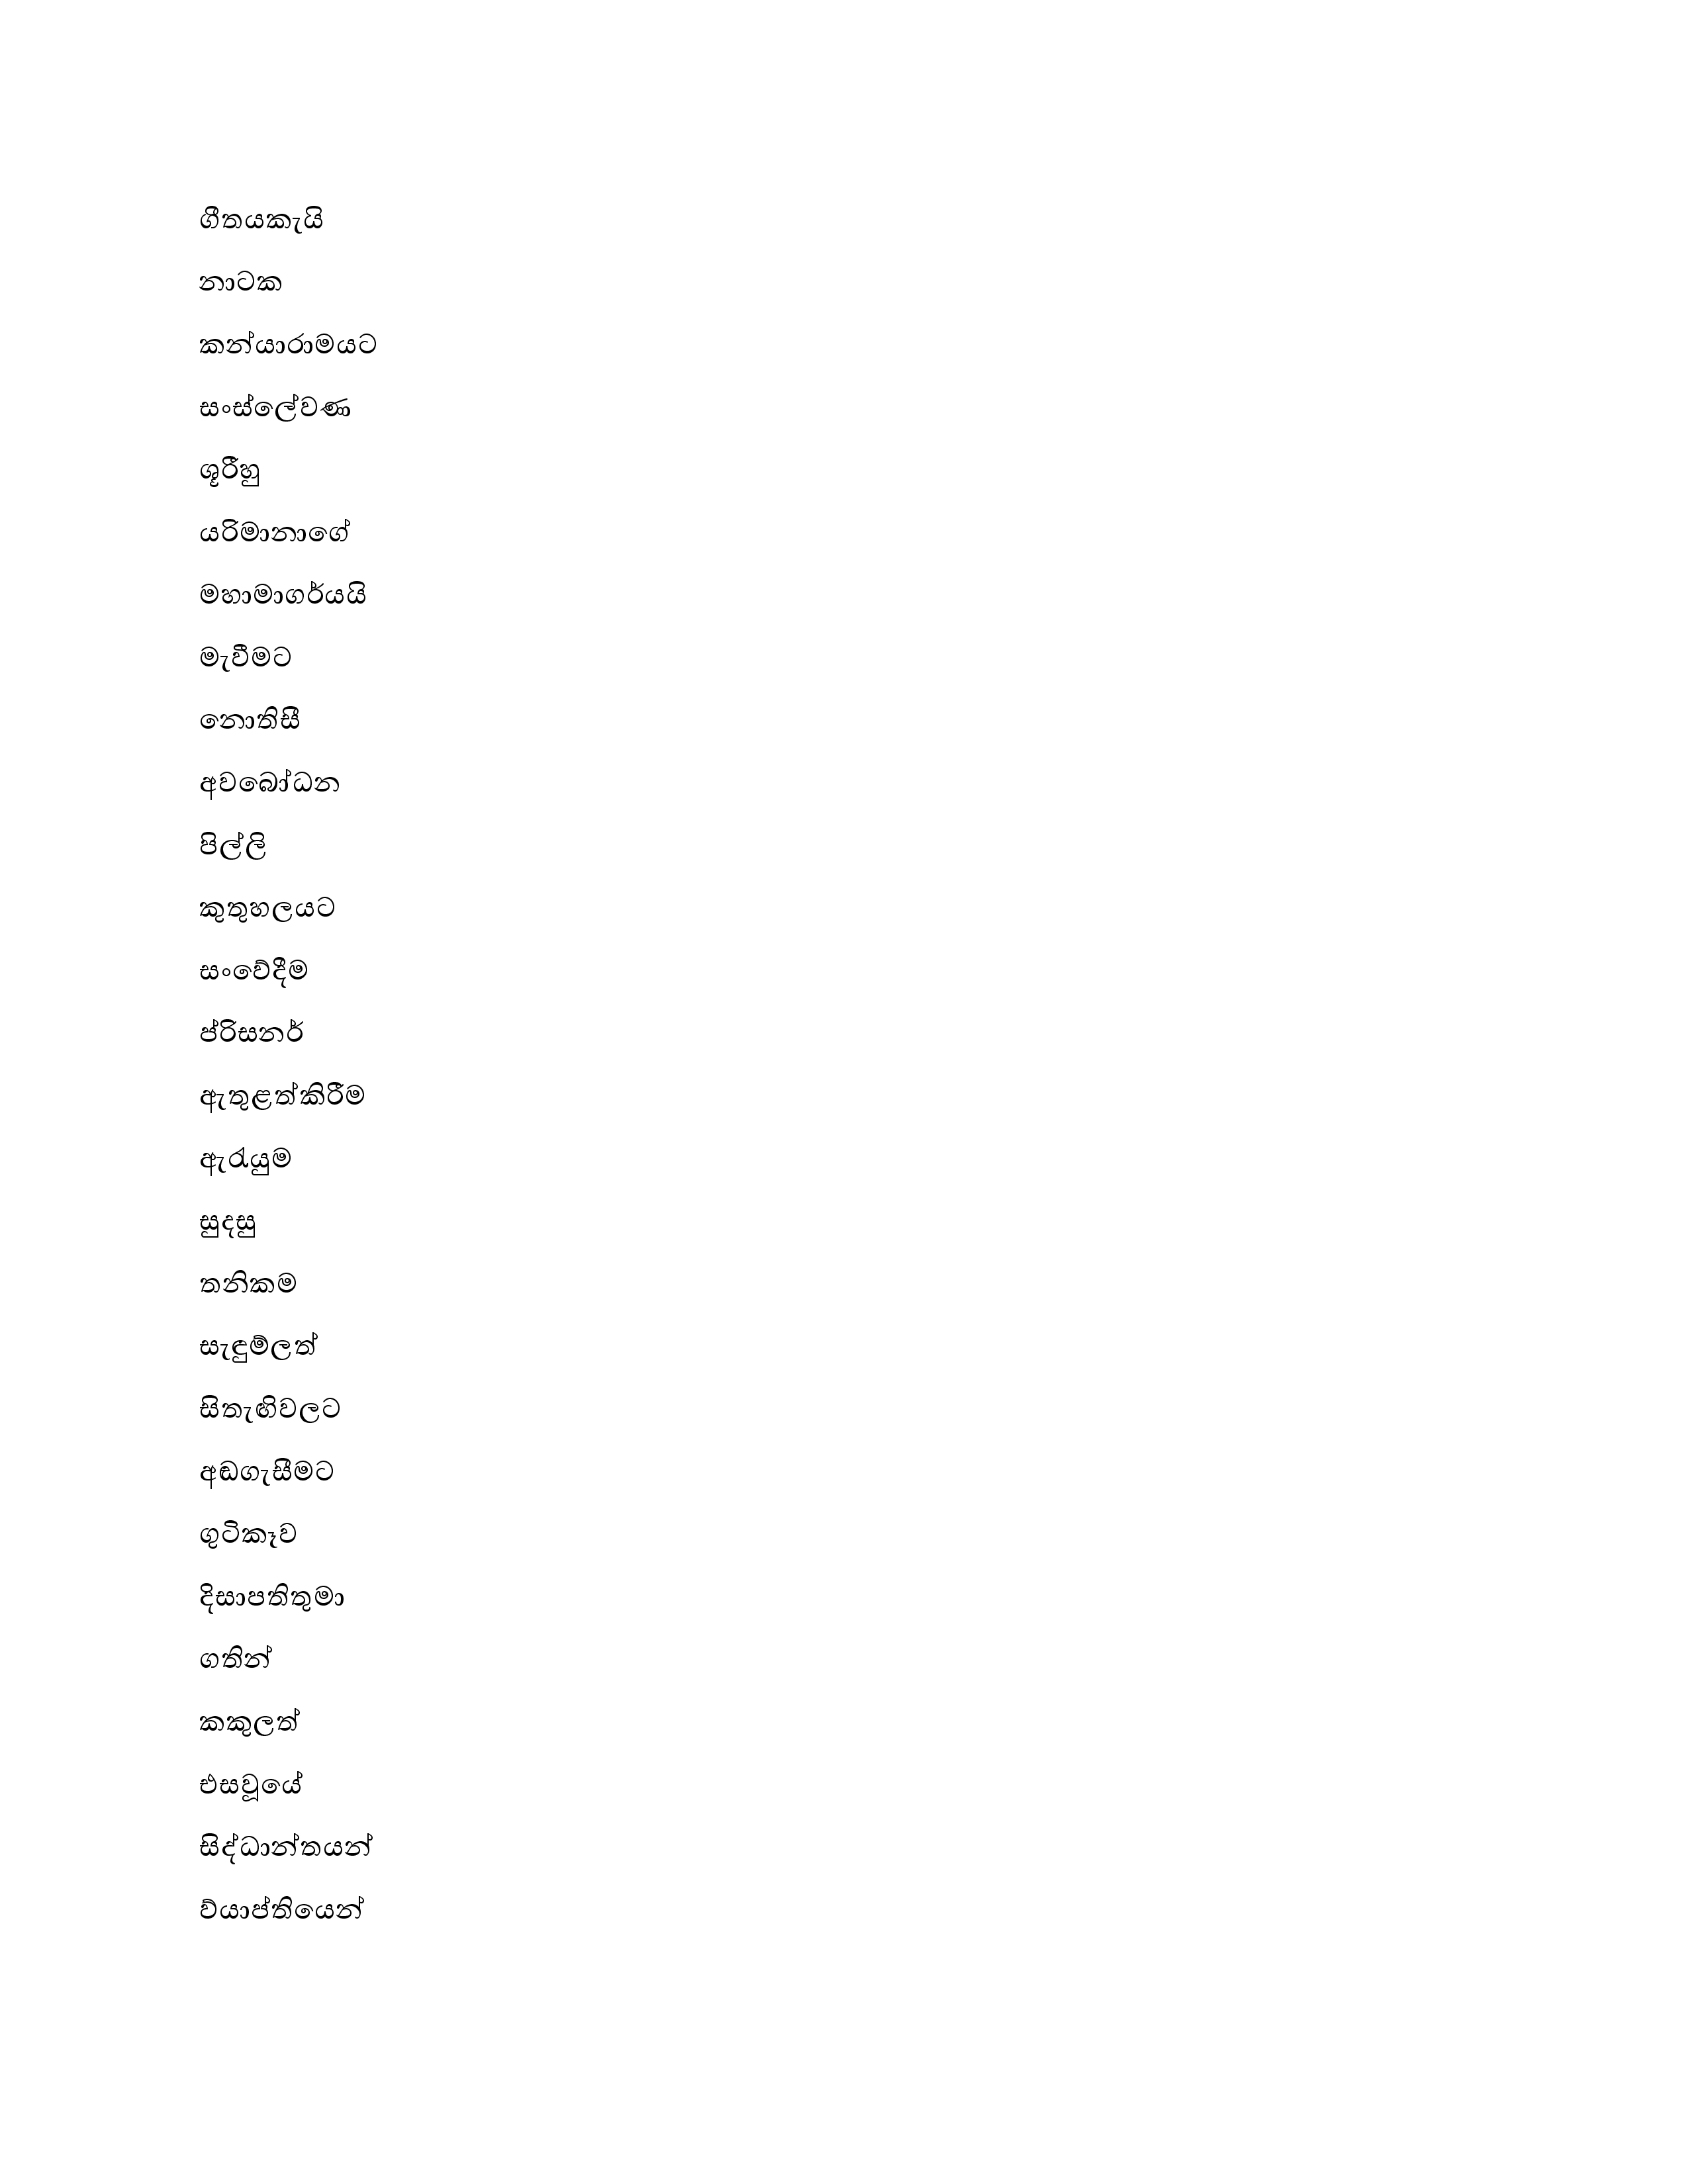 ගීතයකැයි
නාටක
කන්යාරාමයට
සංස්ලේවණ
ශූරීහු
යරිමානාගේ
මහාමාගර්යයි
මැවීමට
නොතිසී
අවබෝධන
පිල්ලි
කුතුහලයට
සංවේදීම
ප්රිසනර්
ඇතුළත්කිරීම
ඇරැයුම
සුදසු
තනිකම
සැඳුම්ලත්
සිතැඟිවලට
අඬගැසීමට
ගුටිකෑව
දිසාපතිතුමා
ගතින්
කකුලත්
එසවූයේ
සිද්ධාන්තයන්
ව්යාප්තියෙන්